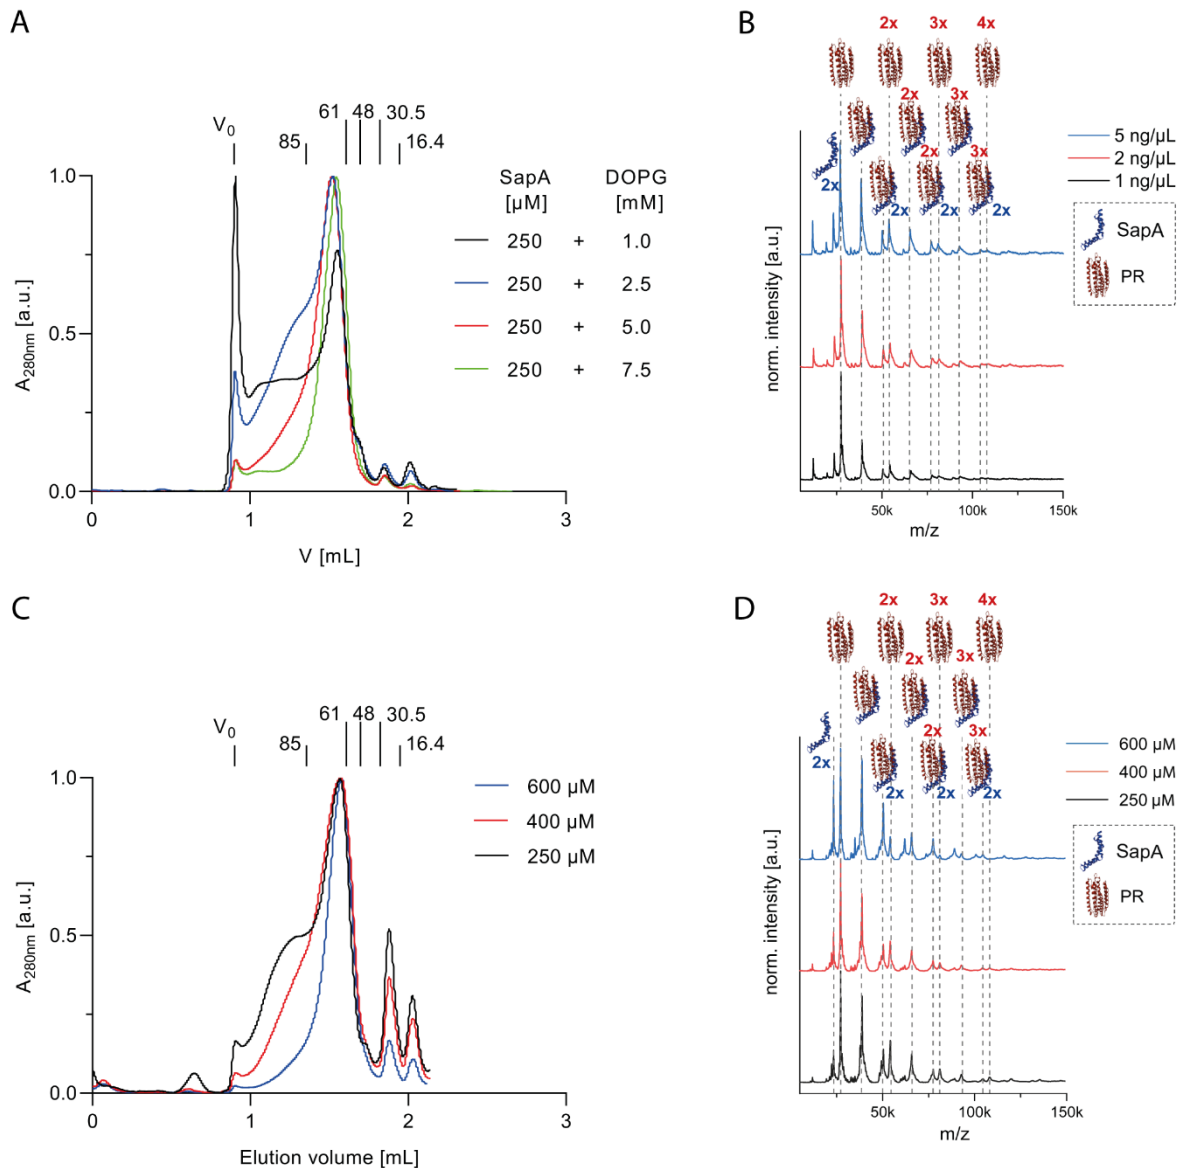 A
V0
85
61
48
30.5
16.4
SapA
[µM]
DOPG
[mM]
250 + 1.0
250 + 2.5
250 + 5.0
250 + 7.5
1.0
0.5
0.0
A280nm [a.u.]
0
1
2
3
V [mL]
B
2x
3x
4x
2x
3x
2x
2x
3x
2x
2x
2x
5 ng/µL
2 ng/µL
1 ng/µL
SapA
PR
norm. intensity [a.u.]
50k
100k
150k
m/z
C
V0
85
61
48
30.5
16.4
600 µM
400 µM
250 µM
1.0
0.5
0.0
A280nm [a.u.]
0
1
2
3
Elution volume [mL]
D
2x
3x
4x
2x
3x
2x
2x
3x
2x
2x
2x
600 µM
400 µM
250 µM
SapA
PR
norm. intensity [a.u.]
50k
100k
150k
m/z